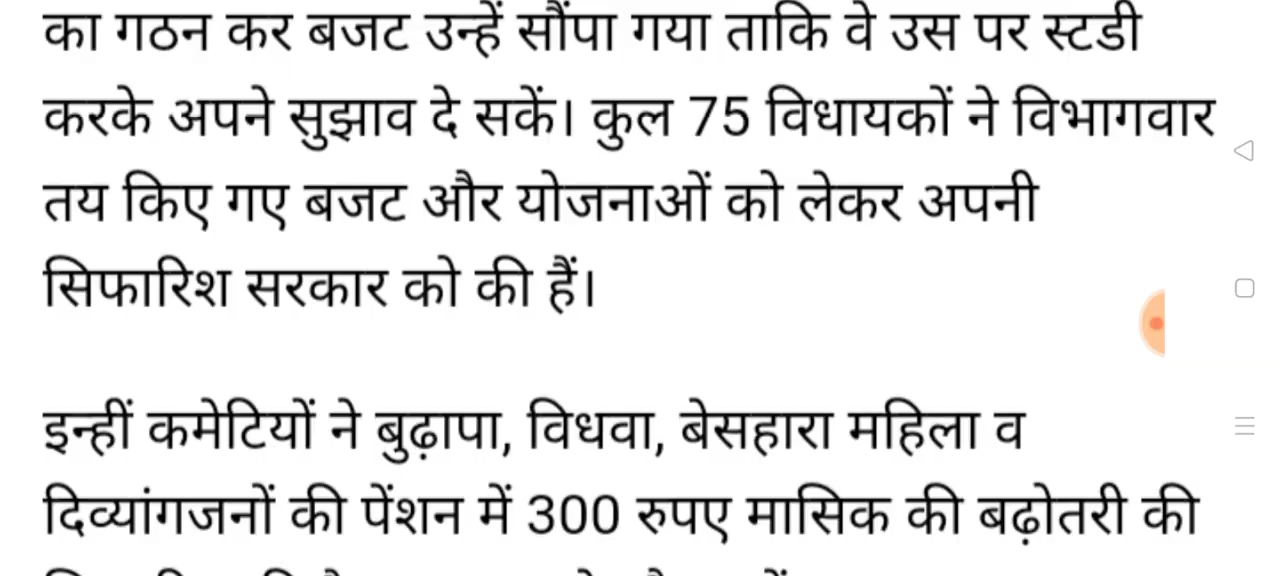 का गठन कर बजट उन्हें सौंपा गया ताकि वे उस पर स्टडी
करके अपने सुझाव दे सकें। कुल 75 विधायकों ने विभागवार
तय किए गए बजट और योजनाओं को लेकर अपनी
सिफारिश सरकार को की हैं।
इन्हीं कमेटियों ने बुढ़ापा, विधवा, बेसहारा महिला व
दिव्यांगजनों की पेंशन में 300 रुपए मासिक की बढ़ोतरी की